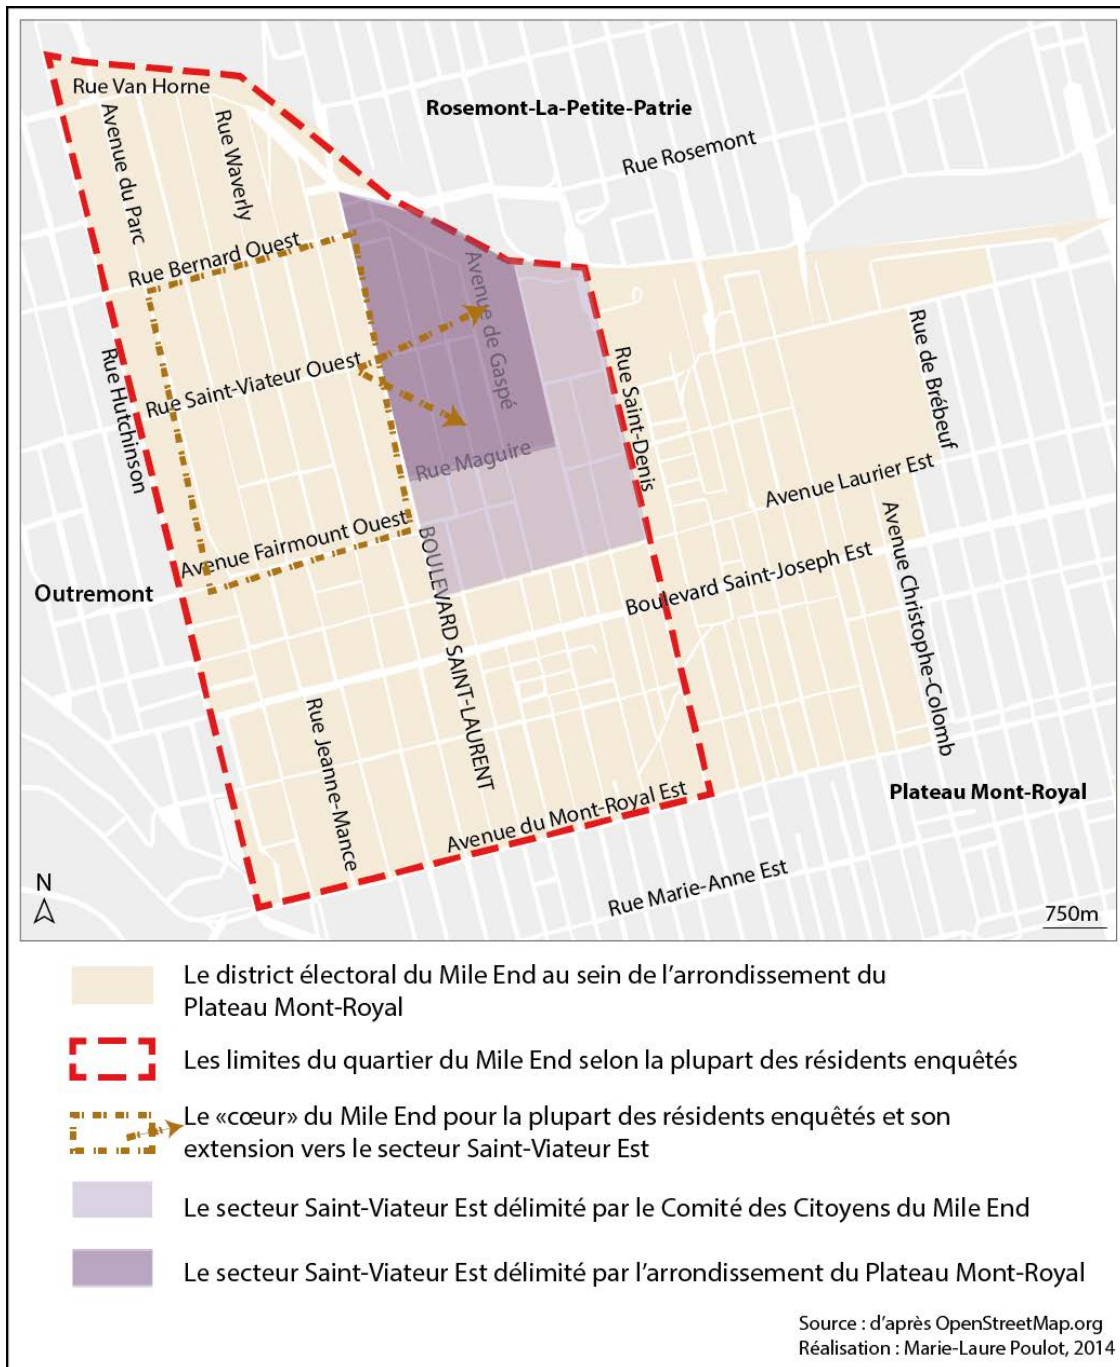 Rue Van Horne
Avenue du Parc
Rue Waverly
Rosemont-La-Petite-Patrie
Rue Rosemont
Rue Bernard Ouest
Avenue de Gaspé
Rue Hutchinson
Rue Saint-Viateur Ouest
Rue Saint-Denis
Rue de Brébeuf
Rue Maguire
Avenue Laurier Est
Avenue Fairmount Ouest
BOULEVARD SAINT-LAURENT
Avenue Christophe-Colomb
Boulevard Saint-Joseph Est
Outremont
Rue Jeanne-Mance
Avenue du Mont-Royal Est
Plateau Mont-Royal
Rue Marie-Anne Est
N
750m
Le district électoral du Mile End au sein de l'arrondissement du
Plateau Mont-Royal
Les limites du quartier du Mile End selon la plupart des résidents enquêtés
Le «cœur» du Mile End pour la plupart des résidents enquêtés et son
extension vers le secteur Saint-Viateur Est
Le secteur Saint-Viateur Est délimité par le Comité des Citoyens du Mile End
Le secteur Saint-Viateur Est délimité par l'arrondissement du Plateau Mont-Royal
Source : d'après OpenStreetMap.org
Réalisation : Marie-Laure Poulot, 2014